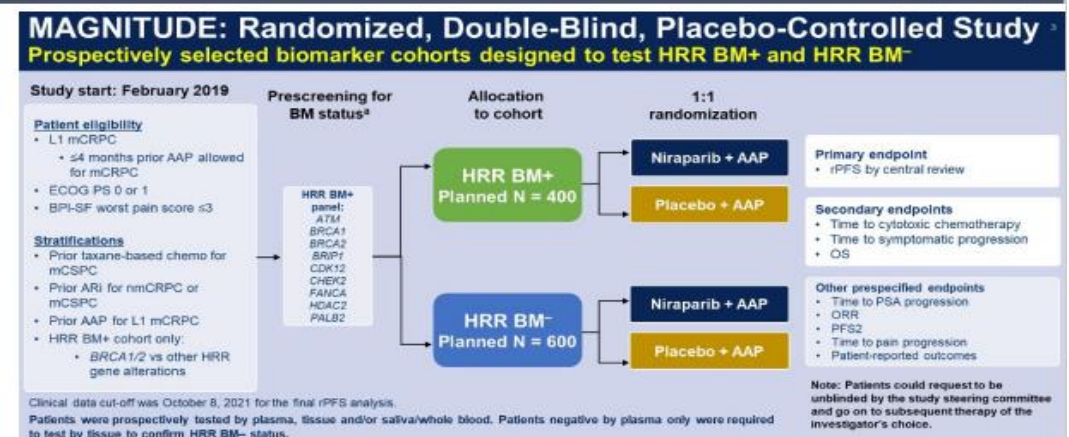 MAGNITUDE: Randomized, Double-Blind, Placebo-Controlled Study
3
Prospectively selected biomarker cohorts designed to test HRR BM+ and HRR BM–
Study start: February 2019
Patient eligibility
• L1 mCRPC
• ≤4 months prior AAP allowed
for mCRPC
• ECOG PS 0 or 1
• BPI-SF worst pain score ≤3
Stratifications
• Prior taxane-based chemo for
mCSPC
• Prior ARi for nmCRPC or
mCSPC
• Prior AAP for L1 mCRPC
• HRR BM+ cohort only:
• BRCA1/2 vs other HRR
gene alterations
Prescreening for
BM statusª
HRR BM+
panel:
ATM
BRCA1
BRCA2
BRIP1
CDK12
CHEK2
FANCA
HDAC2
PALB2
Allocation
to cohort
HRR BM+
Planned N = 400
HRR BM–
Planned N = 600
1:1
randomization
Niraparib + AAP
Placebo + AAP
Niraparib + AAP
Placebo + AAP
Primary endpoint
• rPFS by central review
Secondary endpoints
• Time to cytotoxic chemotherapy
• Time to symptomatic progression
• OS
Other prespecified endpoints
• Time to PSA progression
• ORR
• PFS2
• Time to pain progression
• Patient-reported outcomes
Note: Patients could request to be
unblinded by the study steering committee
and go on to subsequent therapy of the
investigator's choice.
Clinical data cut-off was October 8, 2021 for the final rPFS analysis.
Patients were prospectively tested by plasma, tissue and/or saliva/whole blood. Patients negative by plasma only were required
to test by tissue to confirm HRR BM– status.